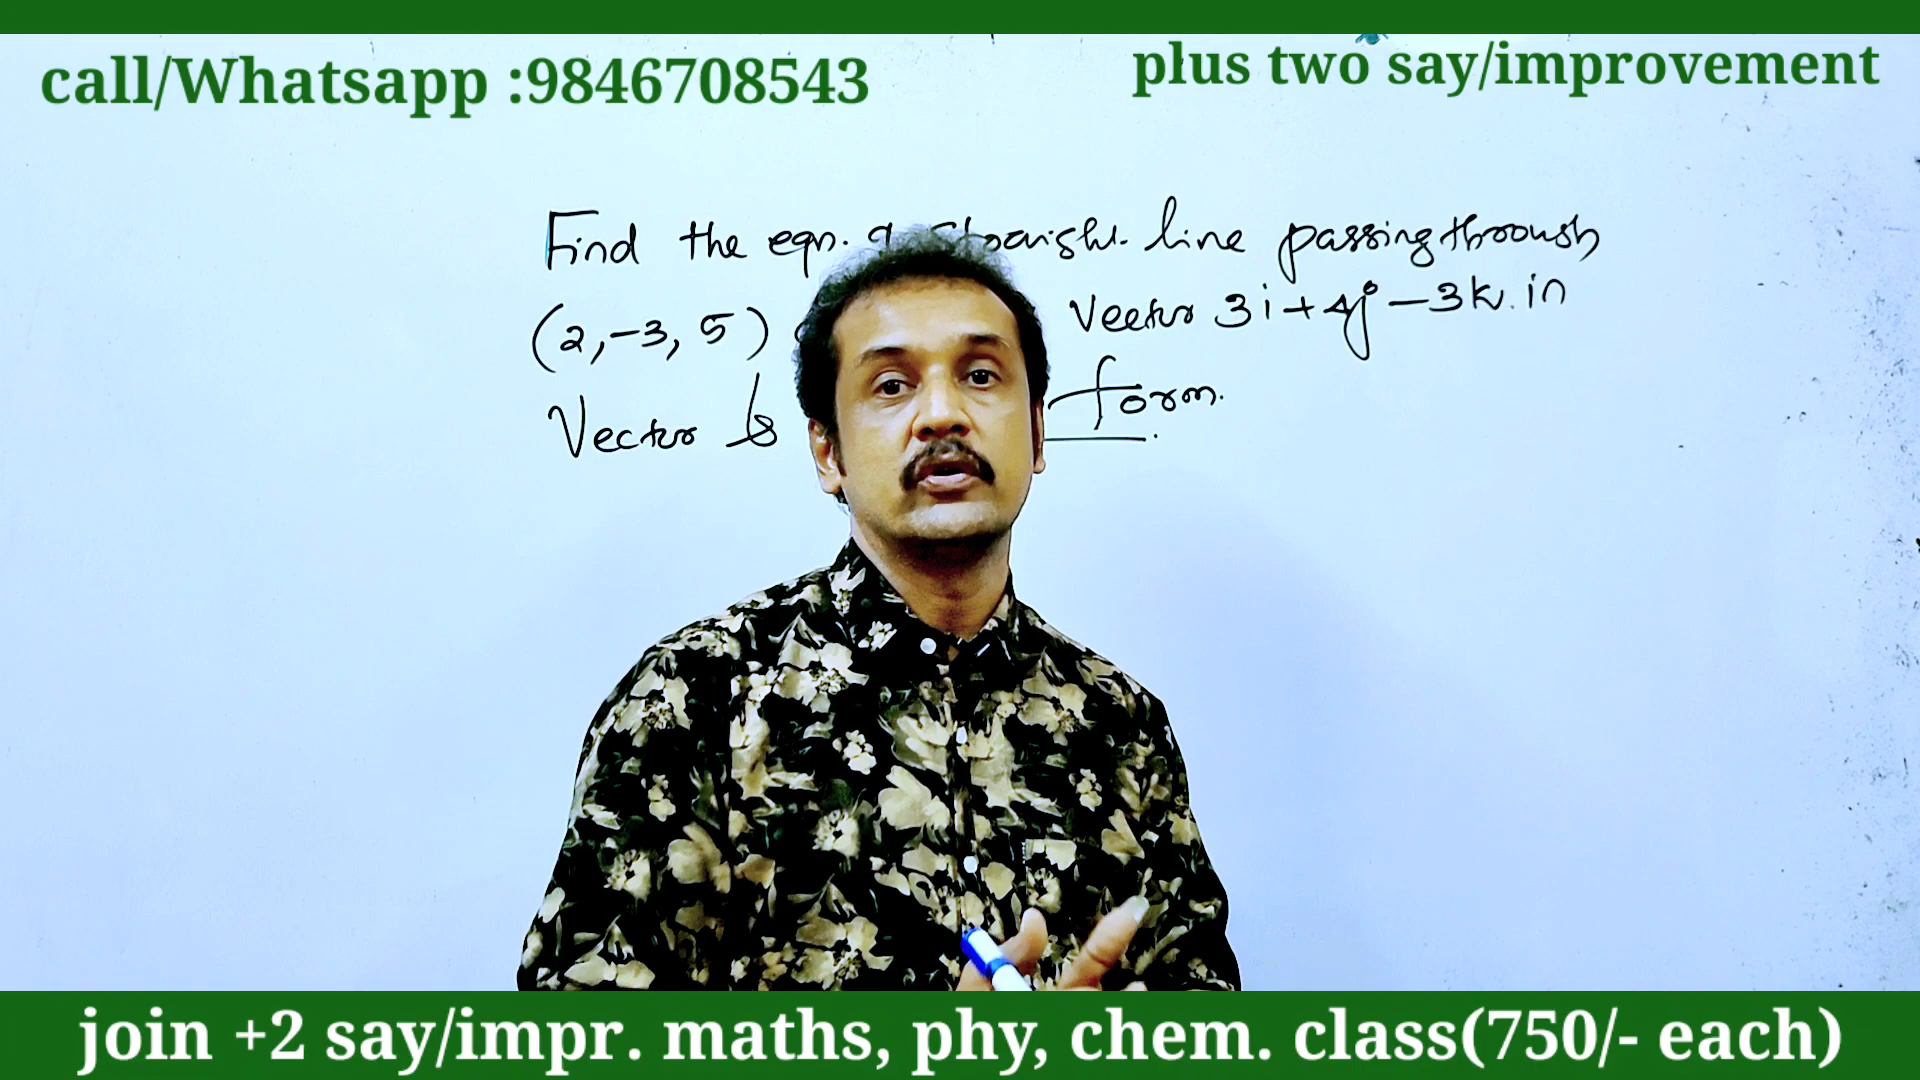 call/Whatsapp :9846708543
plus two say/improvement
Find the eqn. line passing through
(2, -3, 5) Vector 3i + 4j - 3k. in
Vector & form.
join +2 say/impr. maths, phy, chem. class(750/- each)